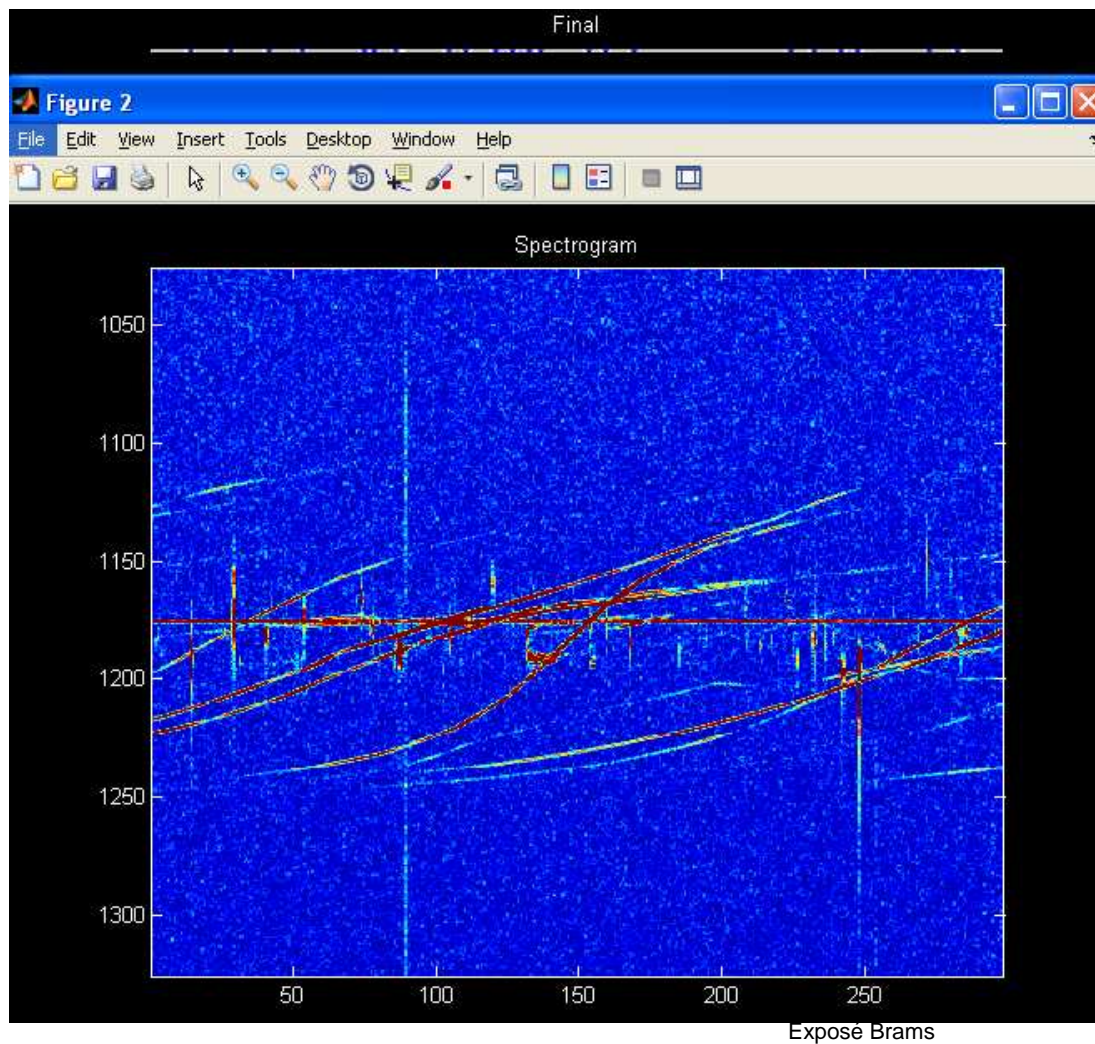 Final
Figure 2
File Edit View Insert Tools Desktop Window Help
Spectrogram
1050
1100
1150
1200
1250
1300
50 100 150 200 250
Exposé Brams